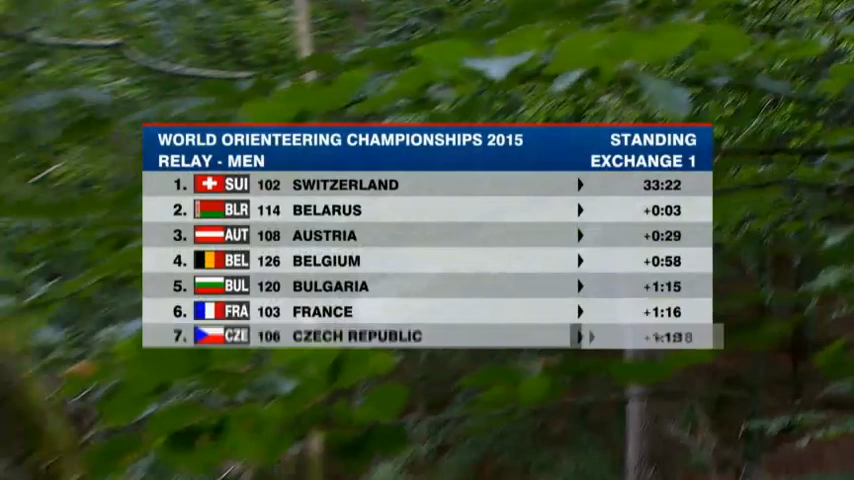 WORLD ORIENTEERING CHAMPIONSHIPS 2015 STANDING
RELAY - MEN EXCHANGE 1
1. SUI 102 SWITZERLAND 33:22
2. BLR 114 BELARUS +0:03
3. AUT 108 AUSTRIA +0:29
4. BEL 126 BELGIUM +0:58
5. BUL 120 BULGARIA +1:15
6. FRA 103 FRANCE +1:16
7. CZE 106 CZECH REPUBLIC